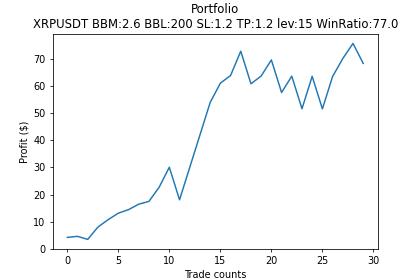 Portfolio
XRPUSDT BBM:2.6 BBL:200 SL:1.2 TP:1.2 lev:15 WinRatio:77.0
70
60
50
40
30
20
10
0
Profit ($)
0 5 10 15 20 25 30
Trade counts